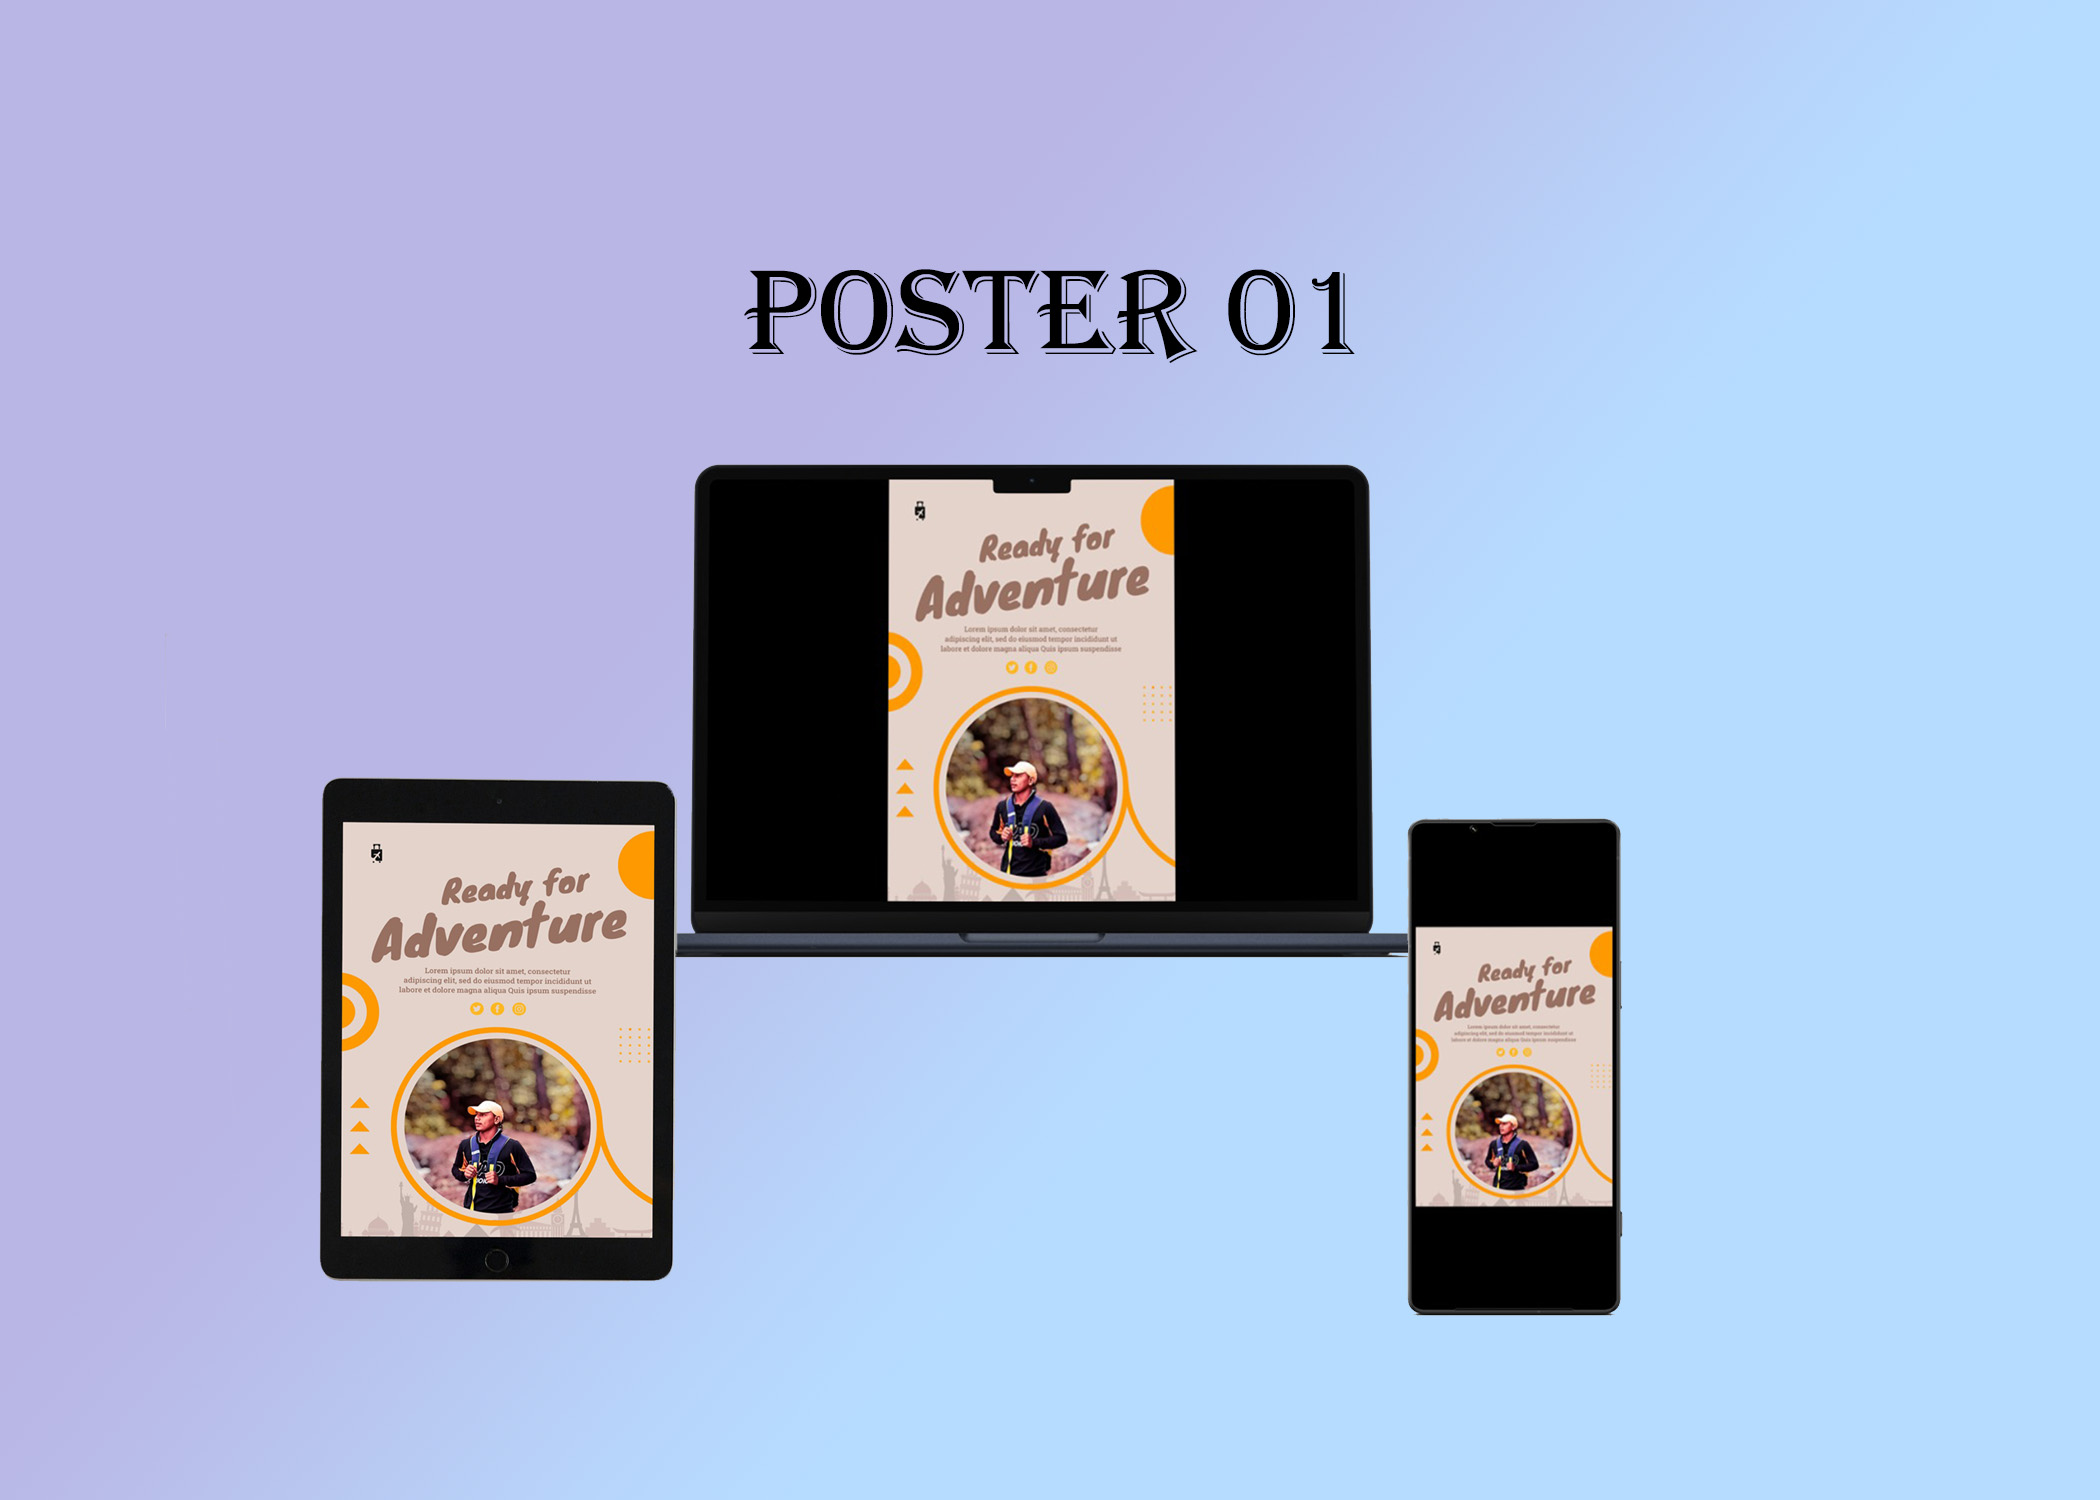 POSTER 01
Ready for
Adventure
Lorem ipsum dolor sit amet, consectetur
adipiscing elit, sed do eiusmod tempor incididunt ut
labore et dolore magna aliqua Quis ipsum suspendisse
Ready for
Adventure
Lorem ipsum dolor sit amet, consectetur
adipiscing elit, sed do eiusmod tempor incididunt ut
labore et dolore magna aliqua Quis ipsum suspendisse
Ready for
Adventure
Lorem ipsum dolor sit amet, consectetur
adipiscing elit, sed do eiusmod tempor incididunt ut
labore et dolore magna aliqua Quis ipsum suspendisse